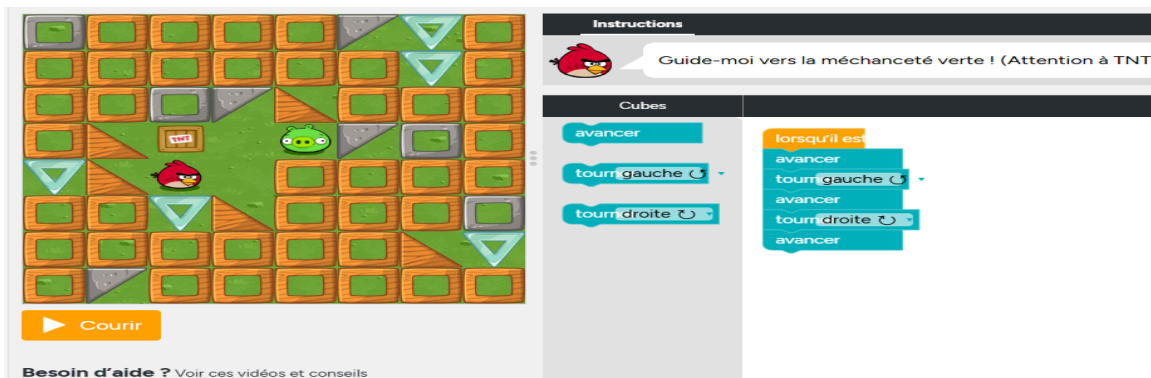 Instructions
Guide-moi vers la méchanceté verte ! (Attention à TNT
Cubes
avancer
tourn gauche ↺
tourn droite ↻
lorsqu'il est
avancer
tourn gauche ↺
avancer
tourn droite ↻
avancer
TNT
Courir
Besoin d'aide ? Voir ces vidéos et conseils